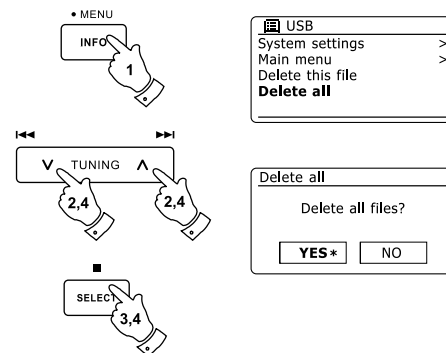 • MENU
INFO
1
TUNING
2,4
2,4
SELECT
3,4
USB
System settings >
Main menu >
Delete this file
Delete all
Delete all
Delete all files?
YES* NO